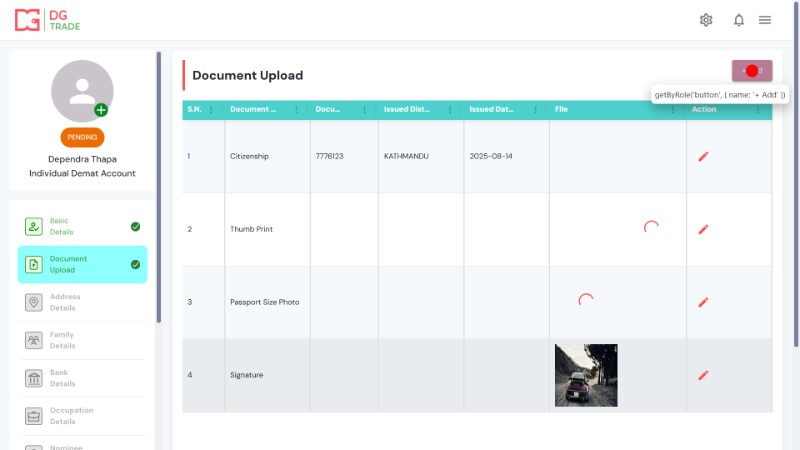 DG
TRADE
PENDING
Dependra Thapa
Individual Demat Account
Basic
Details
Document
Upload
Address
Details
Family
Details
Bank
Details
Occupation
Details
Nominee
Document Upload
getByRole('button', { name: '+ Add' })
S.N. Document ... Docu... Issued Dist... Issued Dat... File Action
1 Citizenship 7776123 KATHMANDU 2025-08-14
2 Thumb Print
3 Passport Size Photo
4 Signature